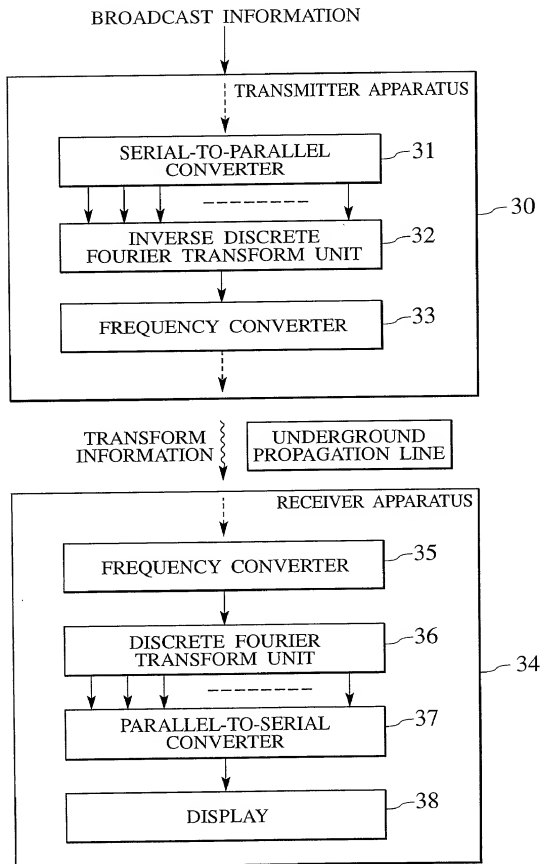 BROADCAST INFORMATION
TRANSMITTER APPARATUS
SERIAL-TO-PARALLEL
CONVERTER
31
INVERSE DISCRETE
FOURIER TRANSFORM UNIT
32
30
FREQUENCY CONVERTER
33
TRANSFORM
INFORMATION
UNDERGROUND
PROPAGATION LINE
RECEIVER APPARATUS
FREQUENCY CONVERTER
35
DISCRETE FOURIER
TRANSFORM UNIT
36
34
PARALLEL-TO-SERIAL
CONVERTER
37
DISPLAY
38